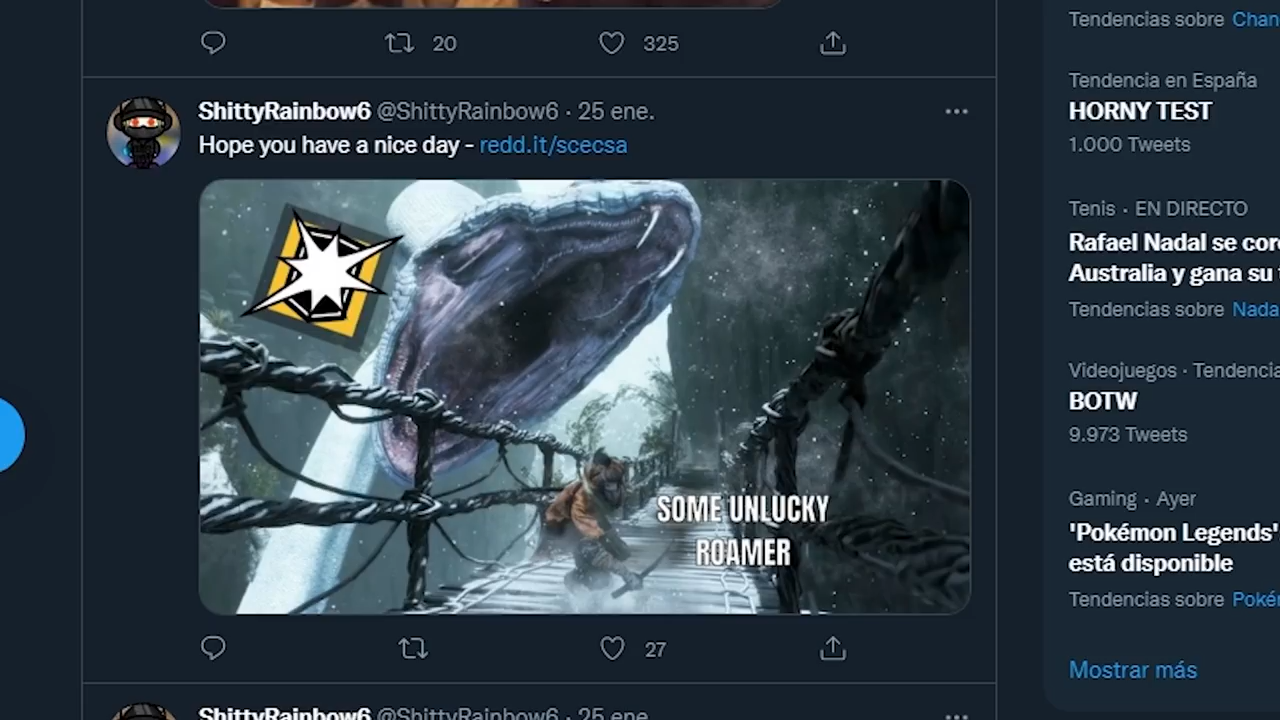 20
325
ShittyRainbow6 @ShittyRainbow6 · 25 ene.
Hope you have a nice day - redd.it/scecsa
SOME UNLUCKY
ROAMER
27
ShittyRainbow6 @ShittyRainbow6 · 25 ene.
Tendencias sobre Chan
Tendencia en España
HORNY TEST
1.000 Tweets
Tenis · EN DIRECTO
Rafael Nadal se cor
Australia y gana su
Tendencias sobre Nada
Videojuegos · Tendencia
BOTW
9.973 Tweets
Gaming · Ayer
'Pokémon Legends'
está disponible
Tendencias sobre Poké
Mostrar más